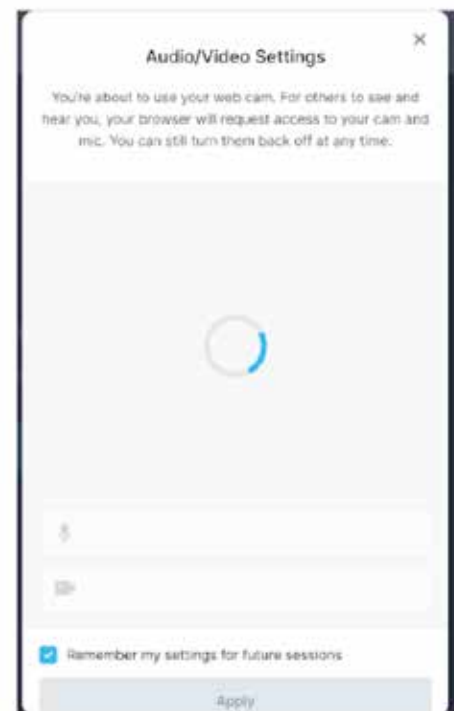 Audio/Video Settings
You're about to use your web cam. For others to see and
hear you, your browser will request access to your cam and
mic. You can still turn them back off at any time.
Remember my settings for future sessions
Apply